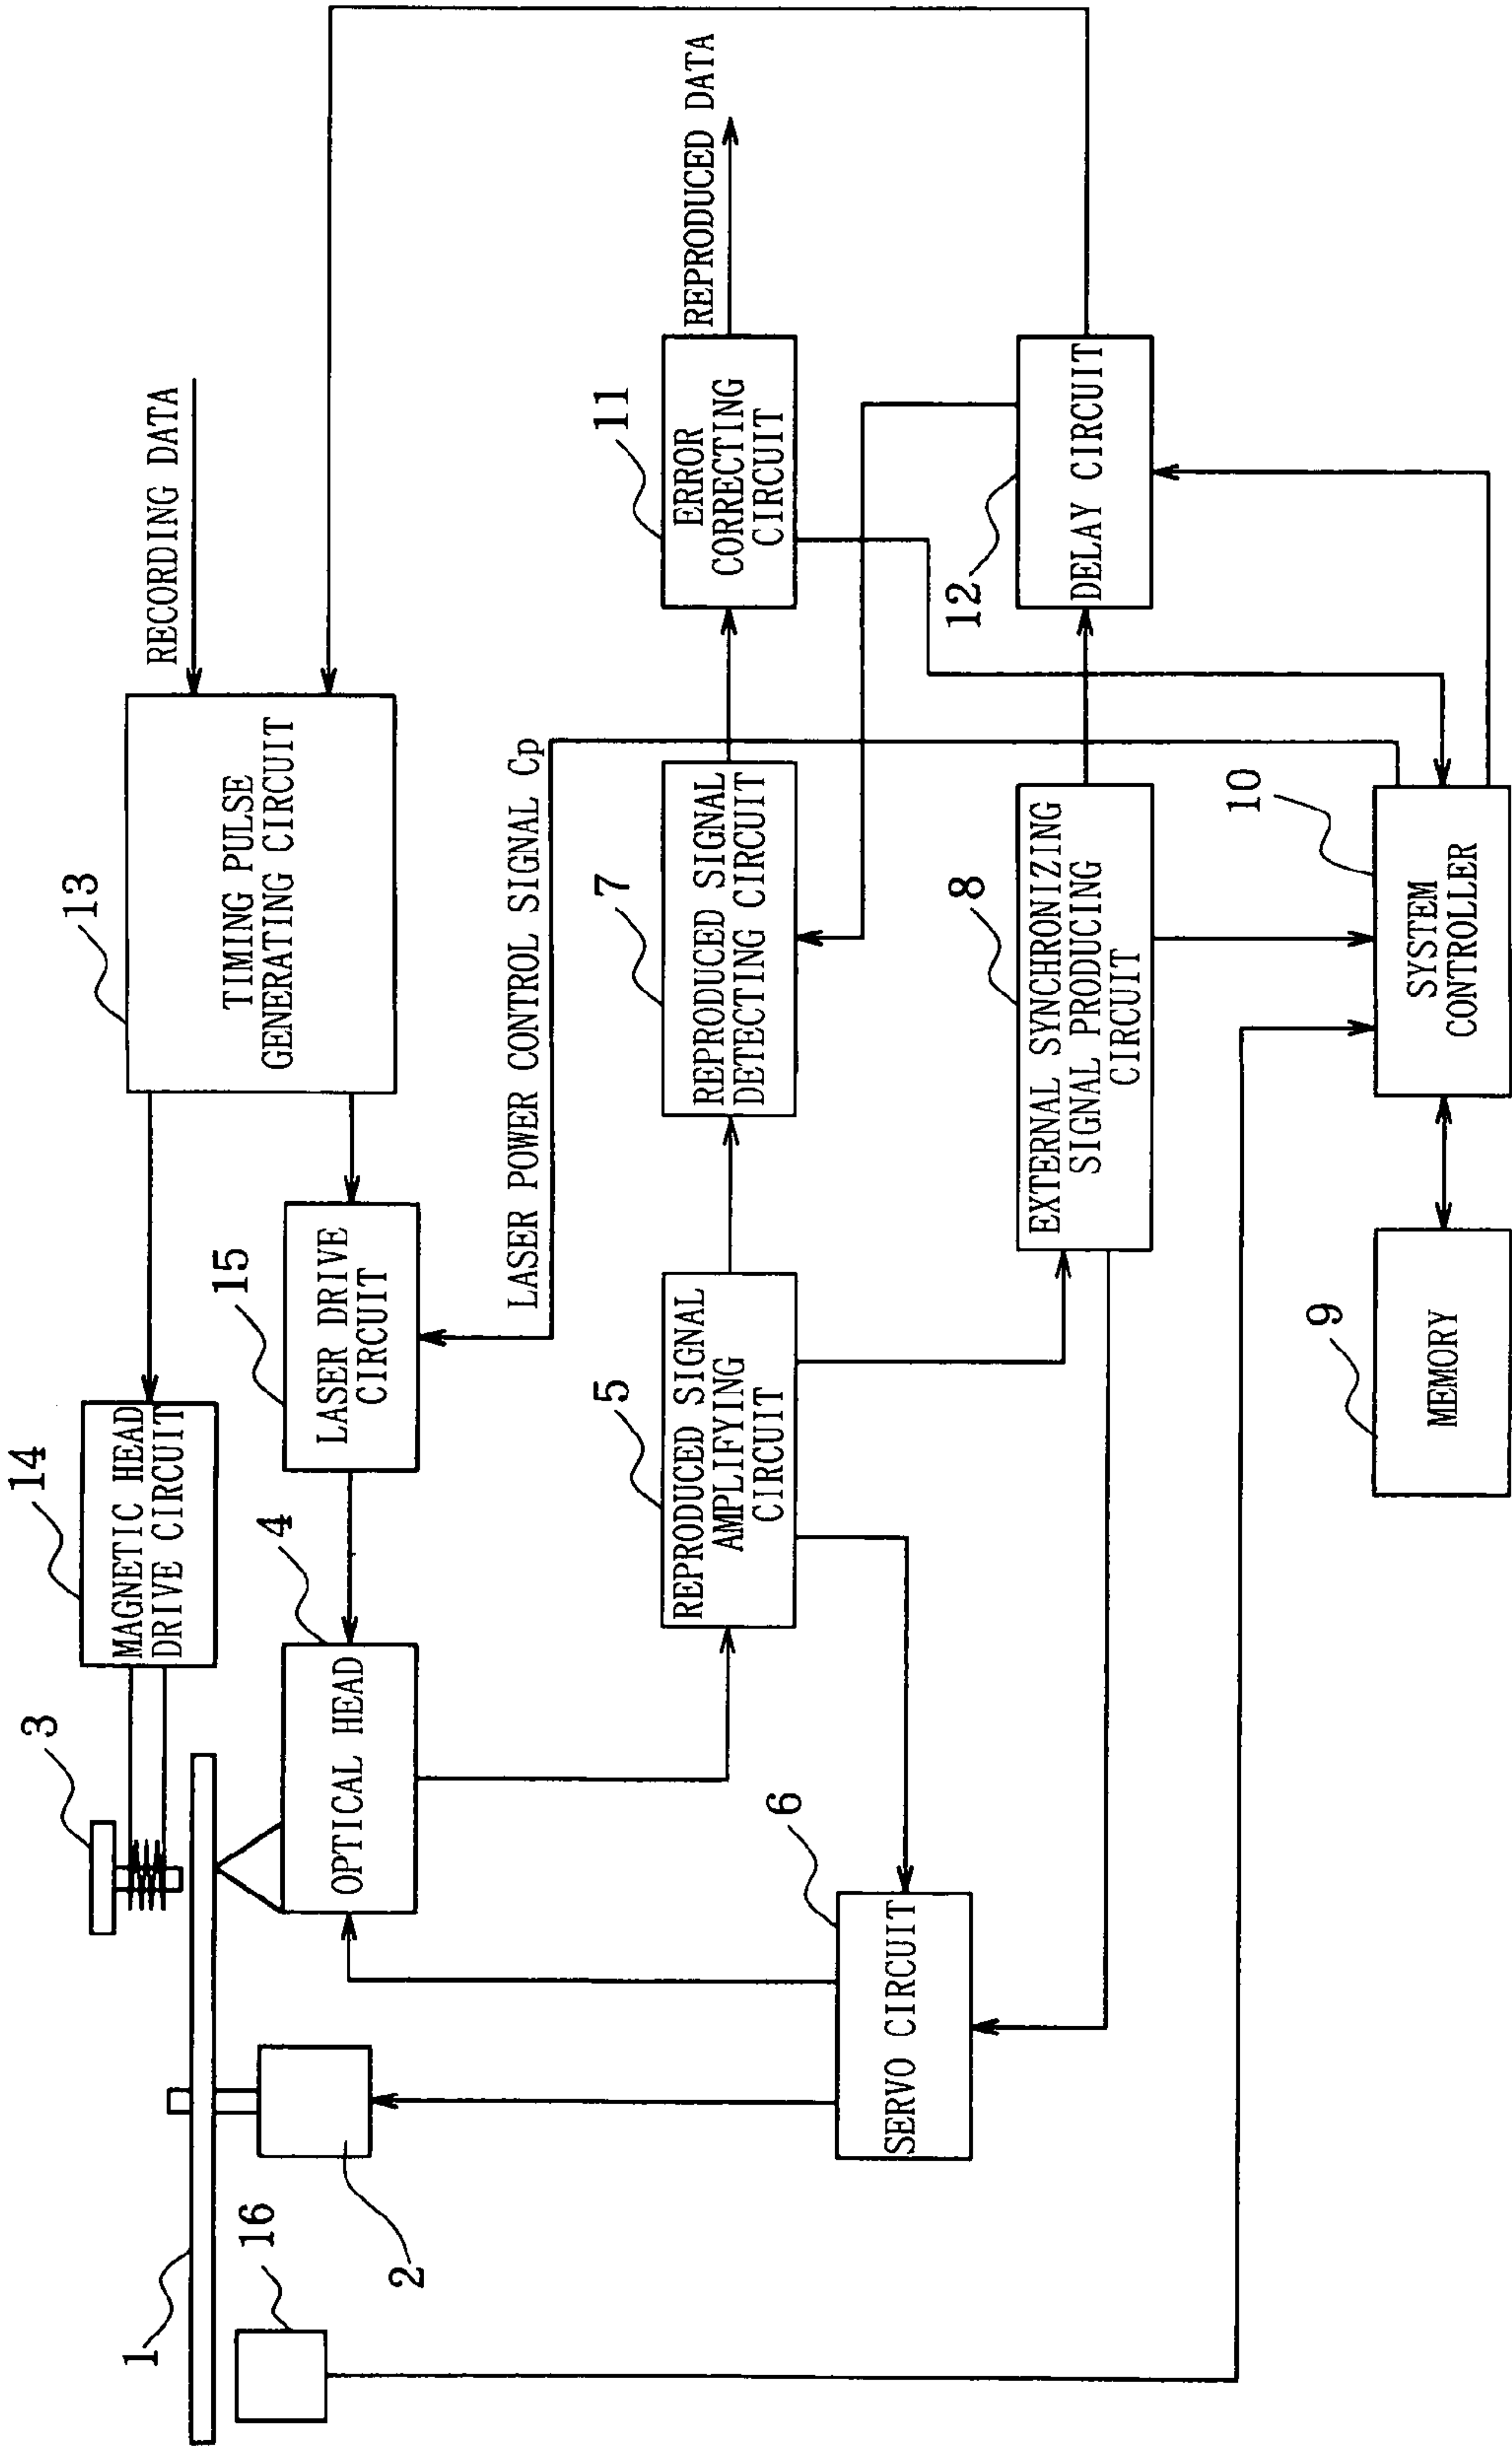 3
14
MAGNETIC HEAD
DRIVE CIRCUIT
13
TIMING PULSE
GENERATING CIRCUIT
RECORDING DATA
1
16
2
4
OPTICAL HEAD
15
LASER DRIVE
CIRCUIT
LASER POWER CONTROL SIGNAL Cp
5
REPRODUCED SIGNAL
AMPLIFYING
CIRCUIT
7
REPRODUCED SIGNAL
DETECTING CIRCUIT
11
ERROR
CORRECTING
CIRCUIT
REPRODUCED DATA
6
SERVO CIRCUIT
8
EXTERNAL SYNCHRONIZING
SIGNAL PRODUCING
CIRCUIT
12
DELAY CIRCUIT
9
MEMORY
10
SYSTEM
CONTROLLER